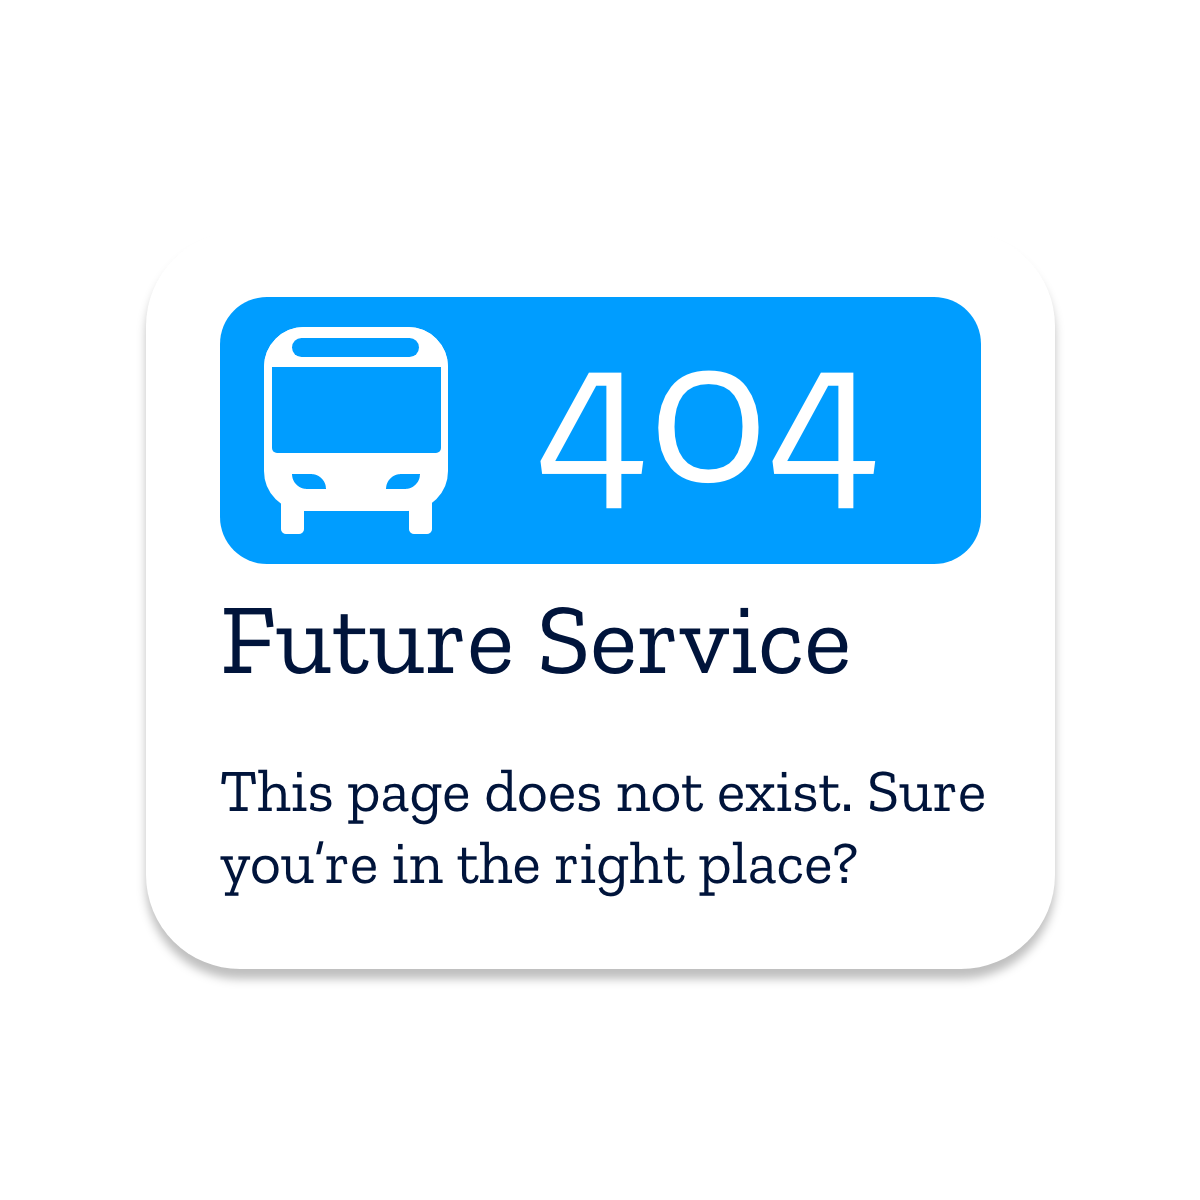 404
Future Service
This page does not exist. Sure
you’re in the right place?